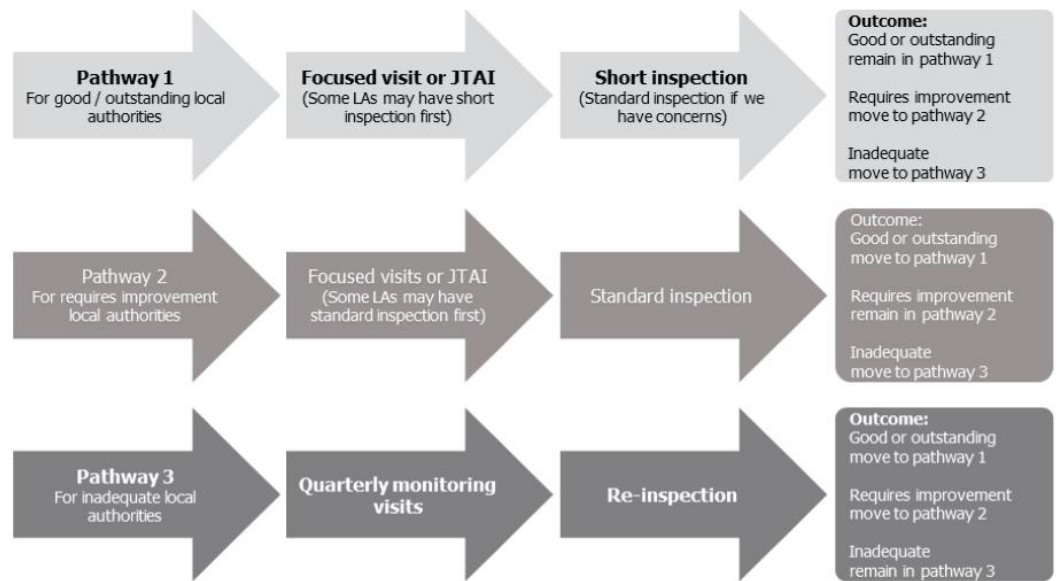 Pathway 1
For good / outstanding local
authorities
Focused visit or JTAI
(Some LAs may have short
inspection first)
Short inspection
(Standard inspection if we
have concerns)
Outcome:
Good or outstanding
remain in pathway 1
Requires improvement
move to pathway 2
Inadequate
move to pathway 3
Pathway 2
For requires improvement
local authorities
Focused visits or JTAI
(Some LAs may have
standard inspection first)
Standard inspection
Outcome:
Good or outstanding
move to pathway 1
Requires improvement
remain in pathway 2
Inadequate
move to pathway 3
Pathway 3
For inadequate local
authorities
Quarterly monitoring
visits
Re-inspection
Outcome:
Good or outstanding
move to pathway 1
Requires improvement
move to pathway 2
Inadequate
remain in pathway 3